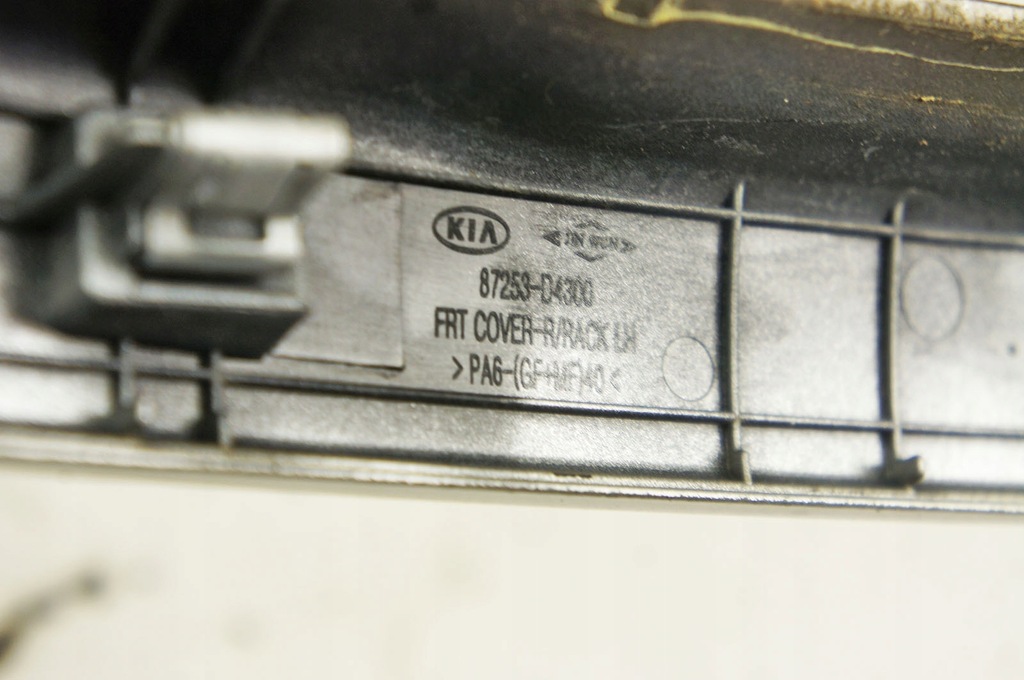 KIA
87253-D4300
FRT COVER-R/RACK LH
>PA6-(GF+MF)40<